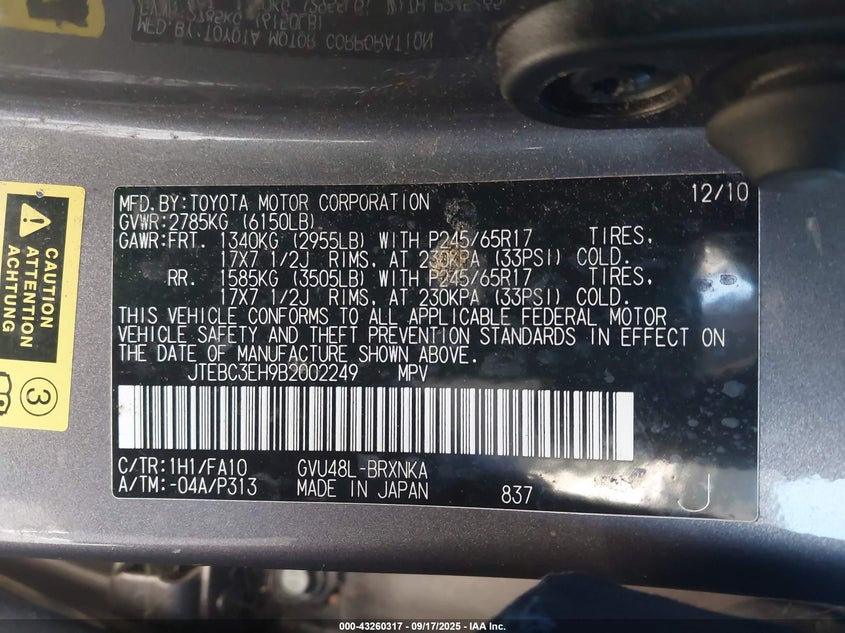 MFD.BY:TOYOTA MOTOR CORPORATION 12/10
GVWR:2785KG (6150LB)
GAWR:FRT. 1340KG (2955LB) WITH P245/65R17 TIRES,
17X7 1/2J RIMS, AT 230KPA (33PSI) COLD.
RR. 1585KG (3505LB) WITH P245/65R17 TIRES,
17X7 1/2J RIMS, AT 230KPA (33PSI) COLD.
THIS VEHICLE CONFORMS TO ALL APPLICABLE FEDERAL MOTOR
VEHICLE SAFETY AND THEFT PREVENTION STANDARDS IN EFFECT ON
THE DATE OF MANUFACTURE SHOWN ABOVE.
JTEBC3EH9B2002249 MPV
C/TR:1H1/FA10 GVU48L-BRXNKA
A/TM:-04A/P313 MADE IN JAPAN 837
J
CAUTION
ATTENTION
ACHTUNG
3
000-43260317 - 09/17/2025 - IAA Inc.